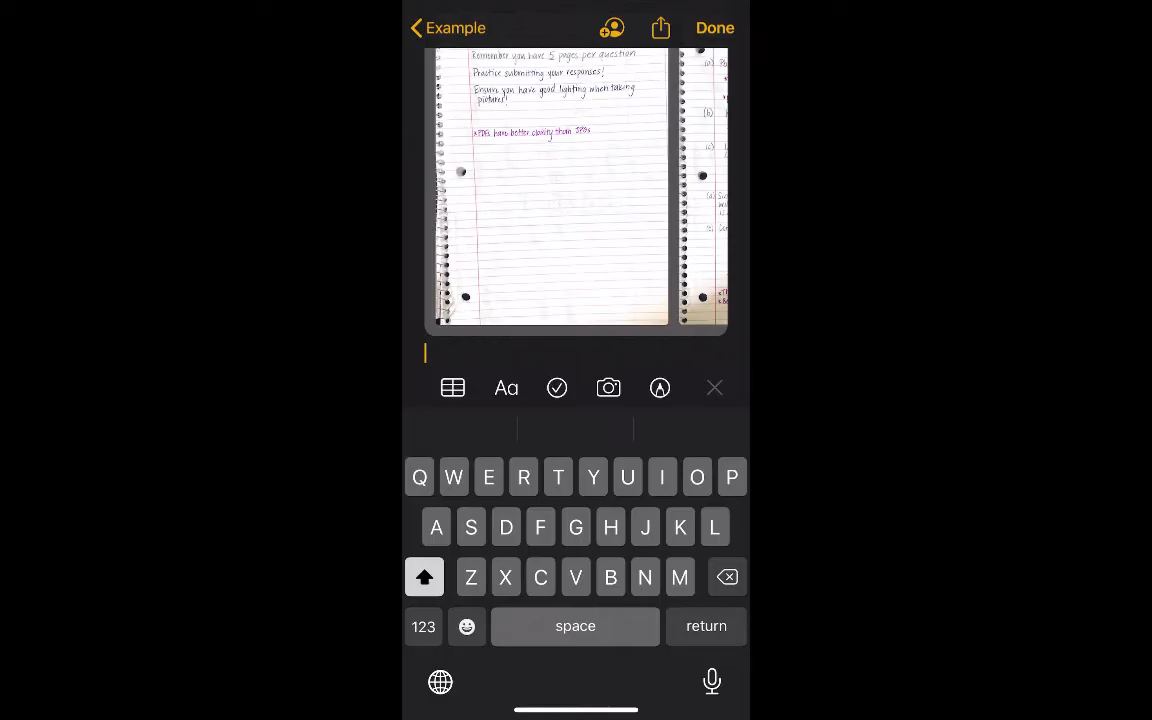 Example
Done
Remember you have 5 pages per question
Practice submitting your responses!
Ensure you have good lighting when taking
pictures!
*PDFs have better clarity than JPGs
(a)
(b)
(c)
(d)
(e)
Aa
Q W E R T Y U I O P
A S D F G H J K L
Z X C V B N M
123
space
return